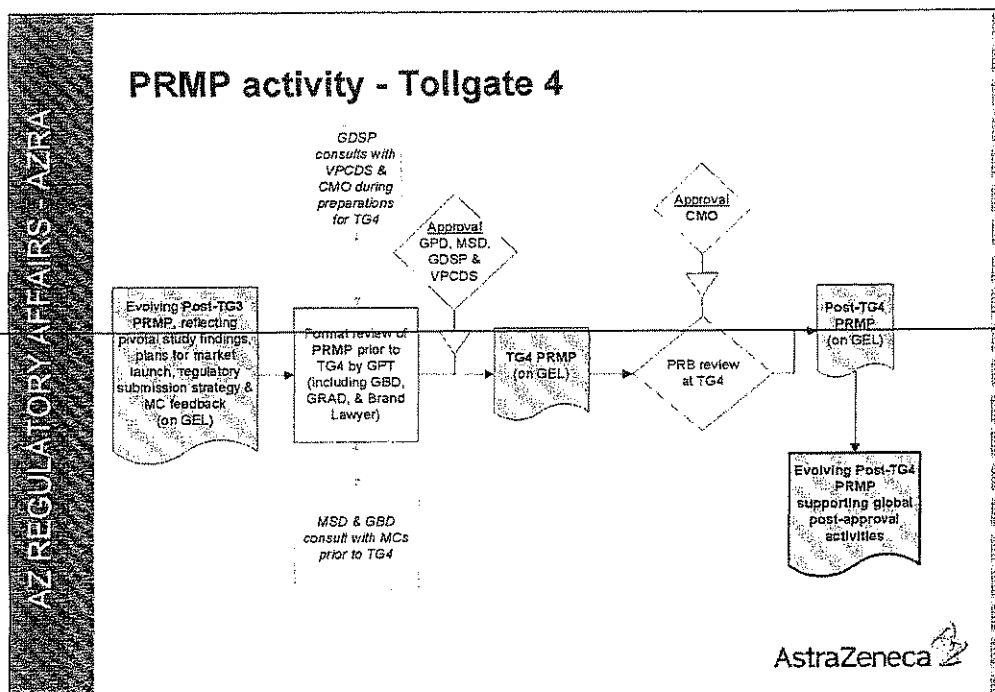 AZ REGULATORY AFFAIRS - AZRA
PRMP activity - Tollgate 4
GDSP
consults with
VPCDS &
CMO during
preparations
for TG4
Approval
GPD, MSD,
GDSP &
VPCDS
Approval
CMO
Evolving Post-TG3
PRMP, reflecting
pivotal study findings,
plans for market
launch, regulatory
submission strategy &
MC feedback
(on GEL)
Formal review of
PRMP prior to
TG4 by GPT
(including GBD,
GRAD, & Brand
Lawyer)
TG4 PRMP
(on GEL)
PRB review
at TG4
Post-TG4
PRMP
(on GEL)
MSD & GBD
consult with MCs
prior to TG4
Evolving Post-TG4
PRMP
supporting global
post-approval
activities
AstraZeneca